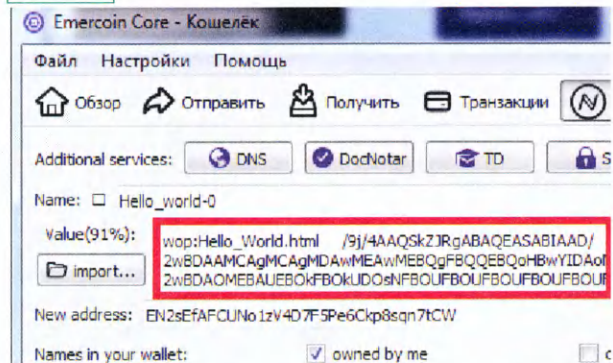 Emercoin Core - Кошелёк
Файл Настройки Помощь
Обзор Отправить Получить Транзакции
Additional services: DNS DocNotar TD S
Name: Hello_world-0
Value(91%): wop:Hello_World.html /9j/4AAQSkZJRgABAQEASABIAAD/
2wBDAAMCAgMCAgMDAwMEAwMEBQgFBQQEBQoHBwYIDAoM
import... 2wBDAOMEBAUEBOkFBOkUDOsNFBOUFBOUFBOUFBOUFBOUF
New address: EN2sEfAFCUNo1zV4D7F5Pe6Ckp8sqn7tCW
Names in your wallet: owned by me